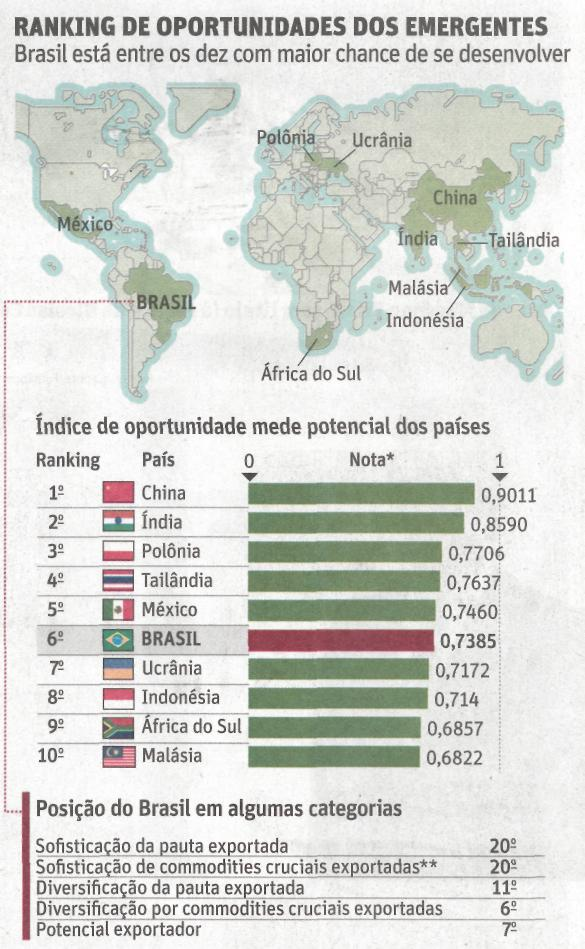 RANKING DE OPORTUNIDADES DOS EMERGENTES
Brasil está entre os dez com maior chance de se desenvolver
Polônia
Ucrânia
China
México
Índia
Tailândia
Malásia
BRASIL
Indonésia
África do Sul
Índice de oportunidade mede potencial dos países
Ranking País 0 Nota* 1
1º China 0,9011
2º Índia 0,8590
3º Polônia 0,7706
4º Tailândia 0,7637
5º México 0,7460
6º BRASIL 0,7385
7º Ucrânia 0,7172
8º Indonésia 0,714
9º África do Sul 0,6857
10º Malásia 0,6822
Posição do Brasil em algumas categorias
Sofisticação da pauta exportada 20º
Sofisticação de commodities cruciais exportadas** 20º
Diversificação da pauta exportada 11º
Diversificação por commodities cruciais exportadas 6º
Potencial exportador 7º